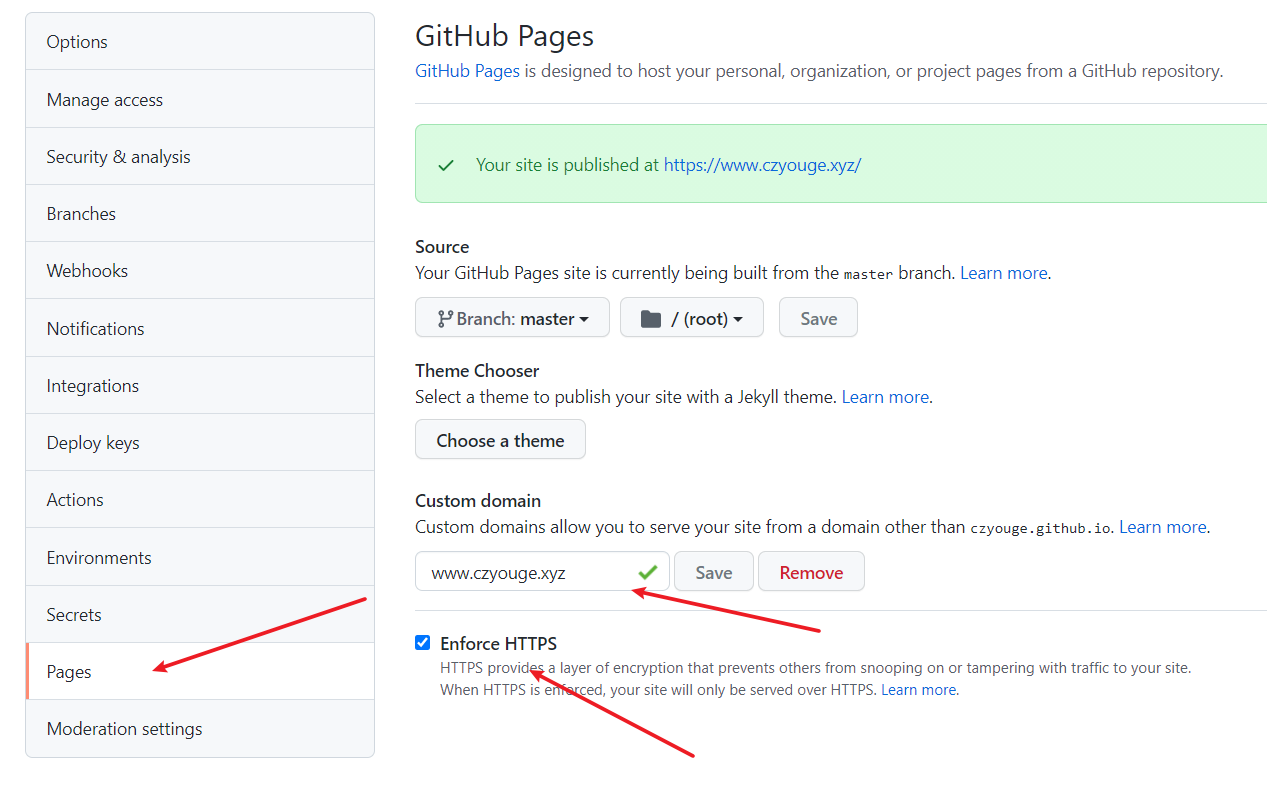 Options
Manage access
Security & analysis
Branches
Webhooks
Notifications
Integrations
Deploy keys
Actions
Environments
Secrets
Pages
Moderation settings
GitHub Pages
GitHub Pages is designed to host your personal, organization, or project pages from a GitHub repository.
Your site is published at https://www.czyouge.xyz/
Source
Your GitHub Pages site is currently being built from the master branch. Learn more.
Branch: master / (root) Save
Theme Chooser
Select a theme to publish your site with a Jekyll theme. Learn more.
Choose a theme
Custom domain
Custom domains allow you to serve your site from a domain other than czyouge.github.io. Learn more.
www.czyouge.xyz Save Remove
Enforce HTTPS
HTTPS provides a layer of encryption that prevents others from snooping on or tampering with traffic to your site.
When HTTPS is enforced, your site will only be served over HTTPS. Learn more.